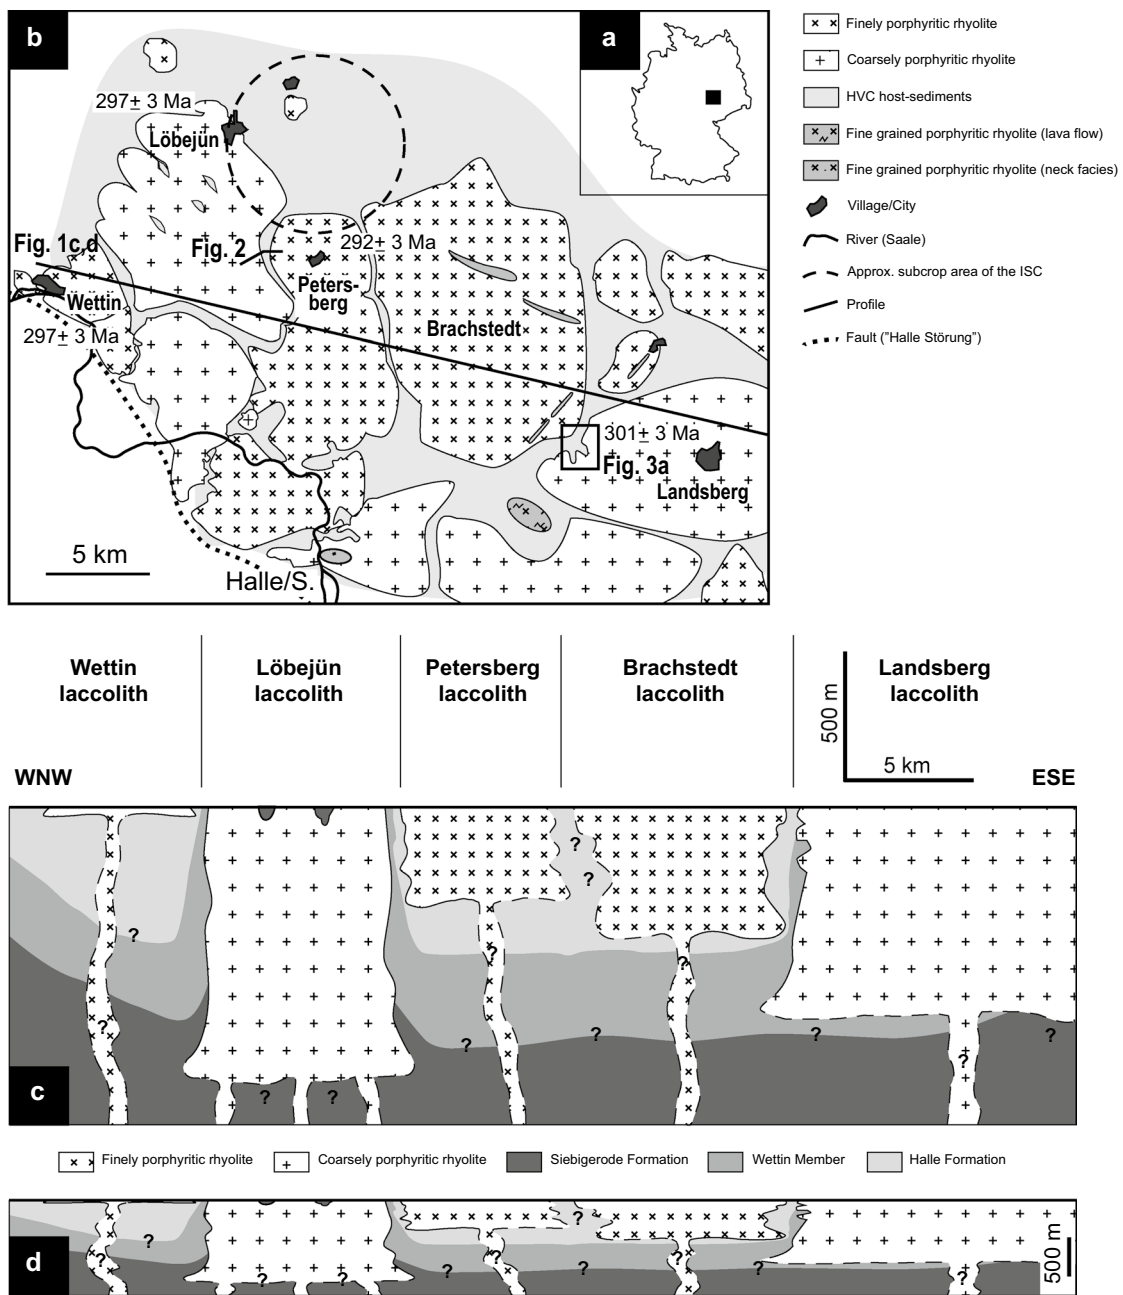 b
a
297± 3 Ma
Löbejün
Fig. 1c,d
Fig. 2
292± 3 Ma
Peters-
berg
Wettin
Brachstedt
297± 3 Ma
301± 3 Ma
Fig. 3a
Landsberg
5 km
Halle/S.
Finely porphyritic rhyolite
Coarsely porphyritic rhyolite
HVC host-sediments
Fine grained porphyritic rhyolite (lava flow)
Fine grained porphyritic rhyolite (neck facies)
Village/City
River (Saale)
Approx. subcrop area of the ISC
Profile
Fault ("Halle Störung")
Wettin
laccolith
Löbejün
laccolith
Petersberg
laccolith
Brachstedt
laccolith
Landsberg
laccolith
500 m
5 km
WNW
ESE
?
?
?
?
?
?
?
?
?
?
?
?
?
?
c
Finely porphyritic rhyolite
Coarsely porphyritic rhyolite
Siebigerode Formation
Wettin Member
Halle Formation
?
?
?
?
?
?
?
?
?
?
?
d
500 m